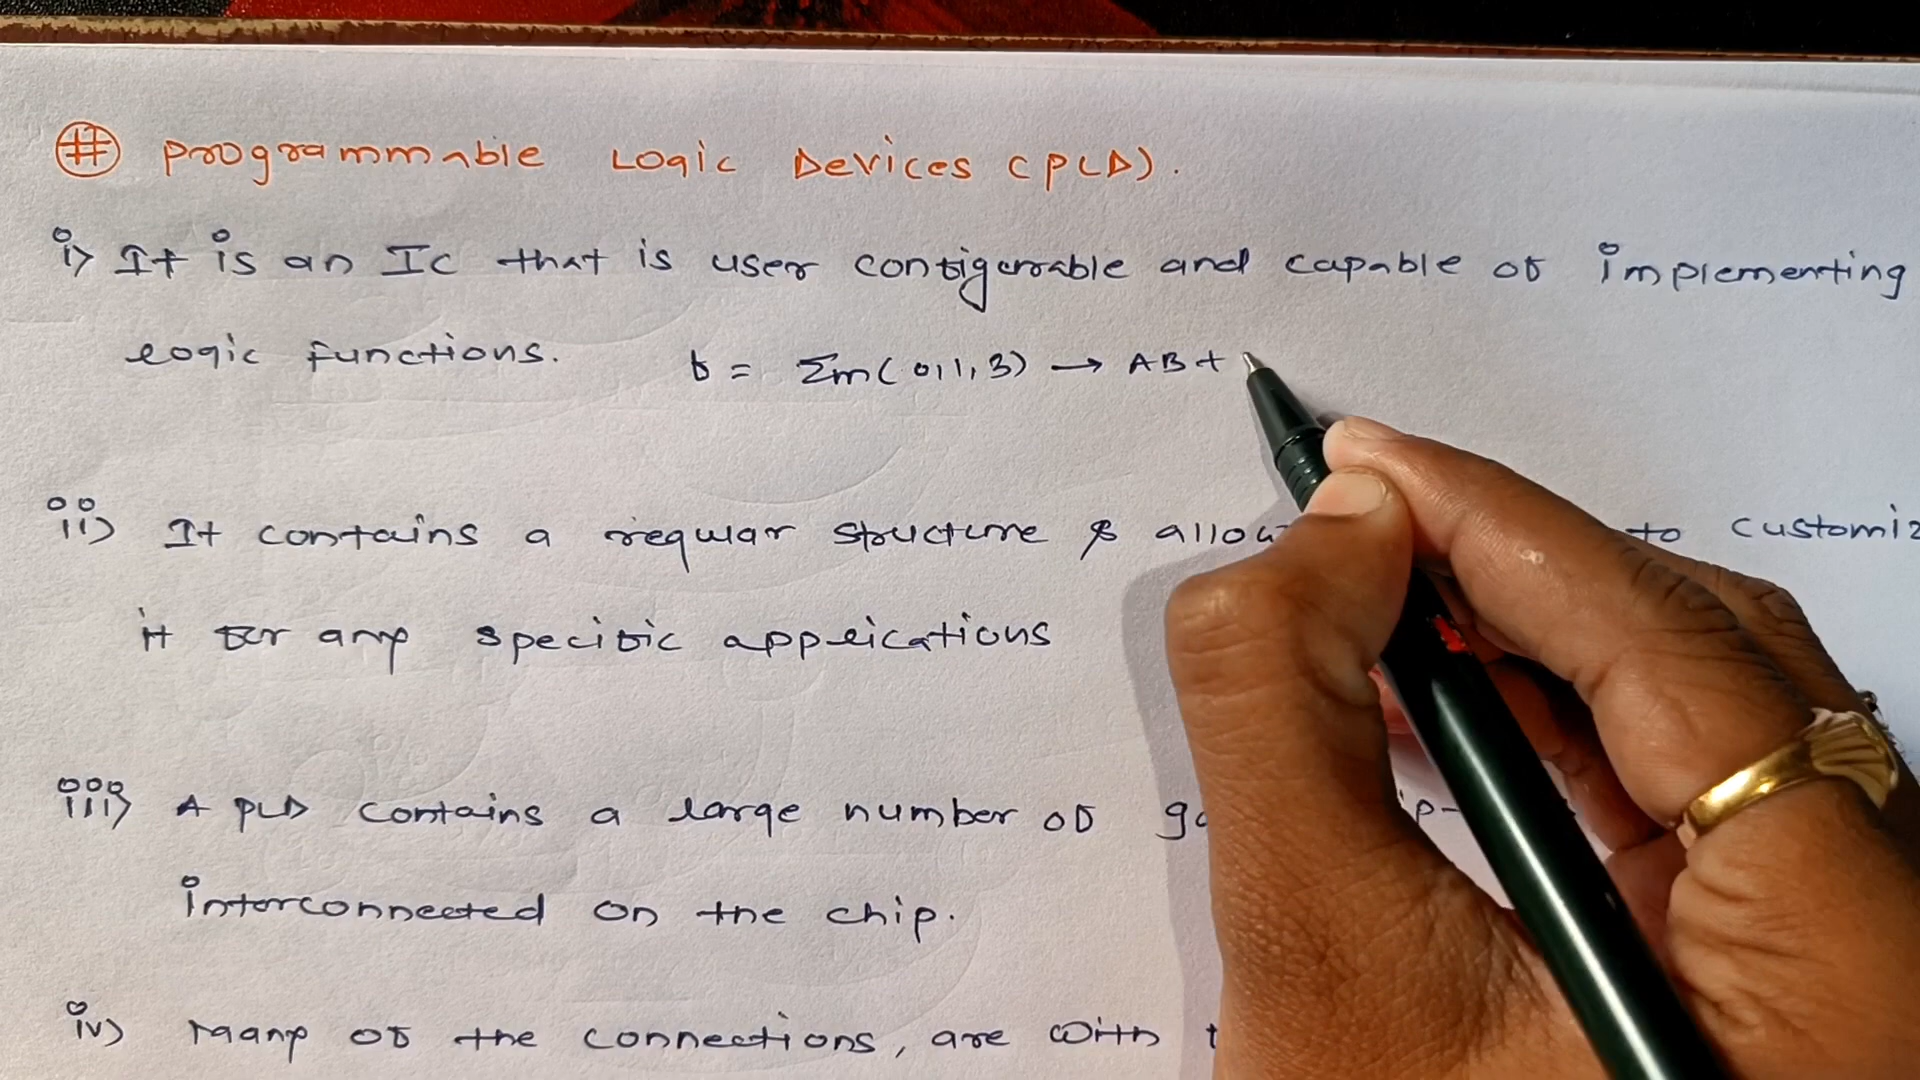 # Programmable Logic Devices (PLD).
i) It is an IC that is user configurable and capable of implementing
logic functions. f = Σm(0,1,3) → AB +
ii) It contains a regular structure & to
it for any specific applications
iii) A PLD contains a large number of
interconnected on the chip.
iv) Many of the connections, are with